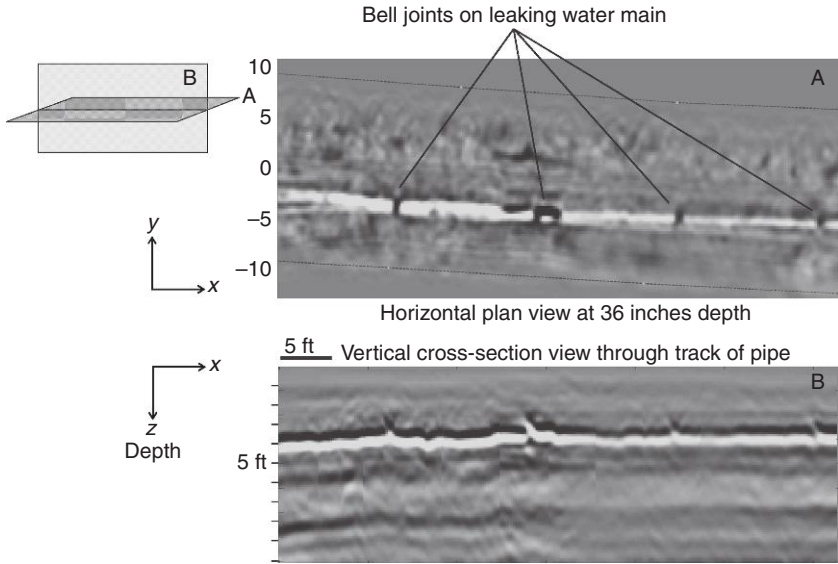 Bell joints on leaking water main
B
A
10
5
0
−5
−10
A
y
x
Horizontal plan view at 36 inches depth
5 ft Vertical cross-section view through track of pipe
x
z
Depth
5 ft
B